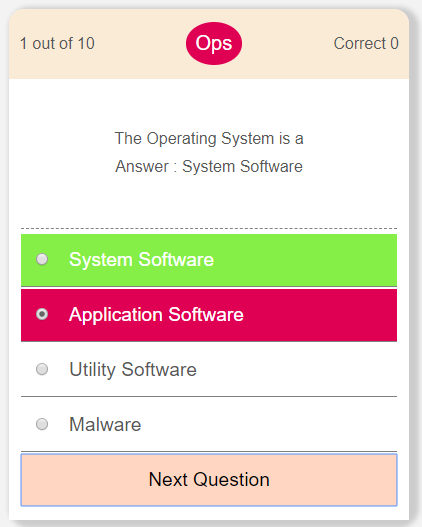 1 out of 10 Ops Correct 0
The Operating System is a
Answer : System Software
System Software
Application Software
Utility Software
Malware
Next Question